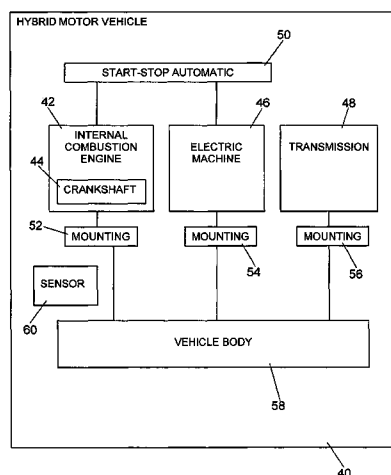 HYBRID MOTOR VEHICLE
50
START-STOP AUTOMATIC
42
46
48
INTERNAL
COMBUSTION
ENGINE
ELECTRIC
MACHINE
TRANSMISSION
44
CRANKSHAFT
52
MOUNTING
MOUNTING
MOUNTING
54
56
SENSOR
60
VEHICLE BODY
58
40